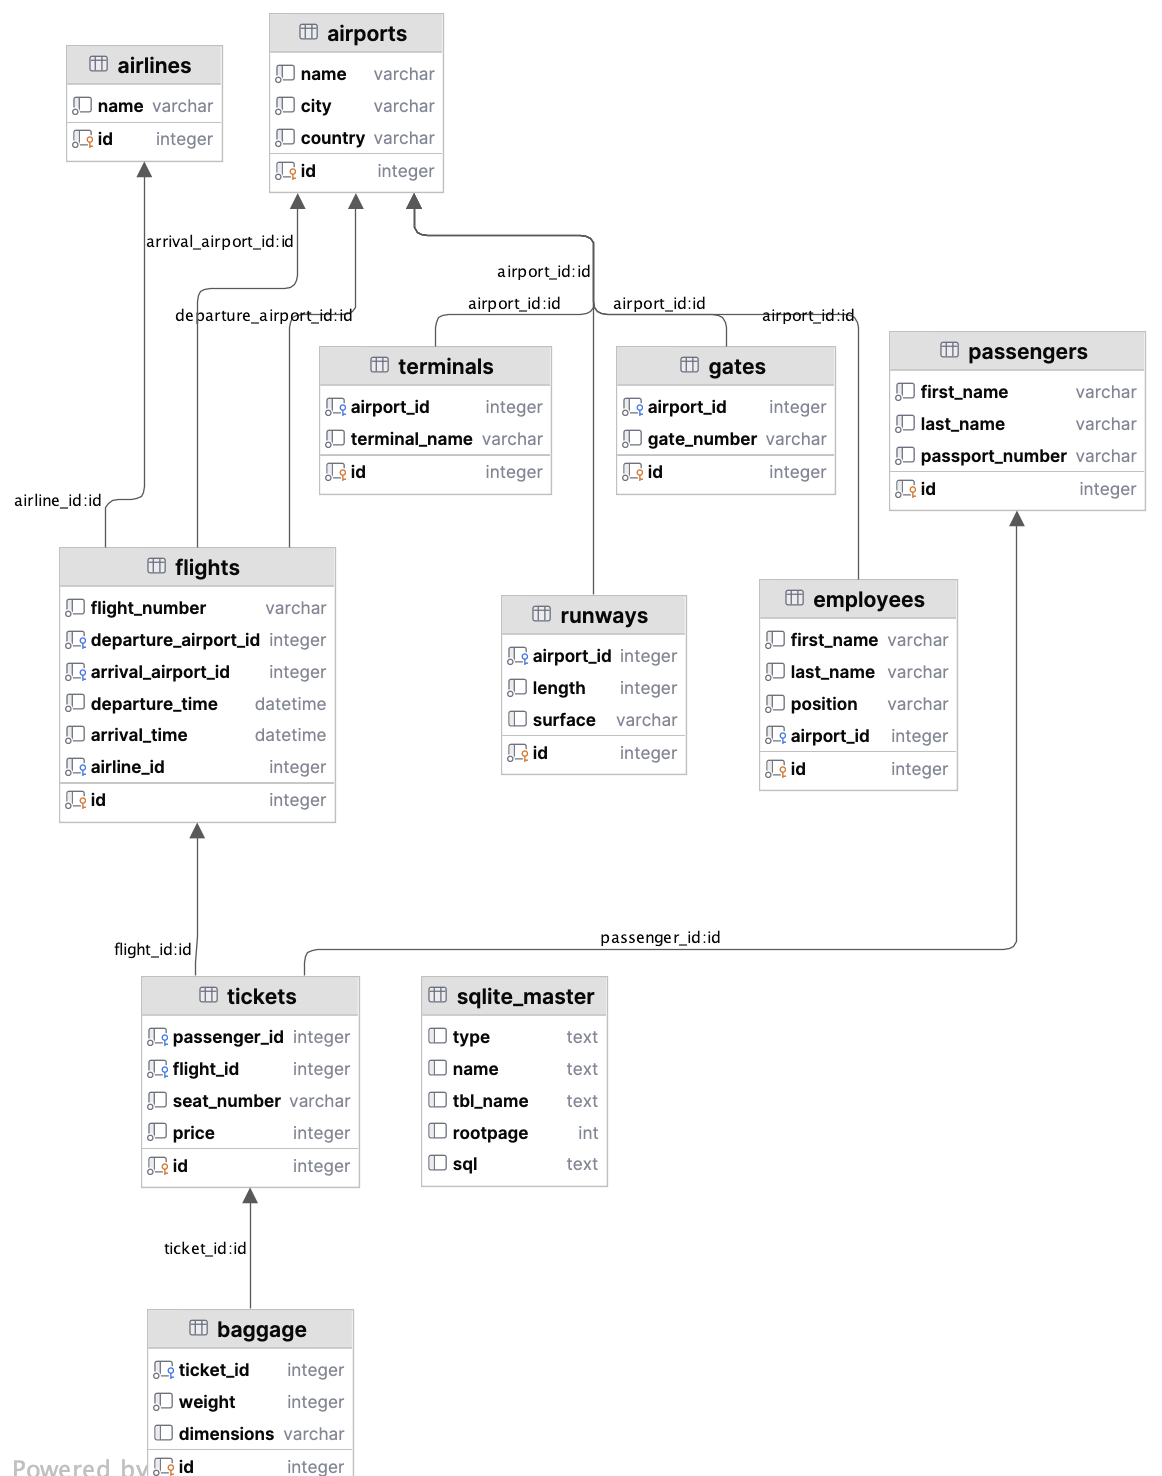 airports
name varchar
city varchar
country varchar
id integer
airlines
name varchar
id integer
arrival_airport_id:id
departure_airport_id:id
airport_id:id
airport_id:id
airport_id:id
airport_id:id
airline_id:id
terminals
airport_id integer
terminal_name varchar
id integer
gates
airport_id integer
gate_number varchar
id integer
passengers
first_name varchar
last_name varchar
passport_number varchar
id integer
flights
flight_number varchar
departure_airport_id integer
arrival_airport_id integer
departure_time datetime
arrival_time datetime
airline_id integer
id integer
runways
airport_id integer
length integer
surface varchar
id integer
employees
first_name varchar
last_name varchar
position varchar
airport_id integer
id integer
flight_id:id
passenger_id:id
tickets
passenger_id integer
flight_id integer
seat_number varchar
price integer
id integer
sqlite_master
type text
name text
tbl_name text
rootpage int
sql text
ticket_id:id
baggage
ticket_id integer
weight integer
dimensions varchar
id integer
Powered by